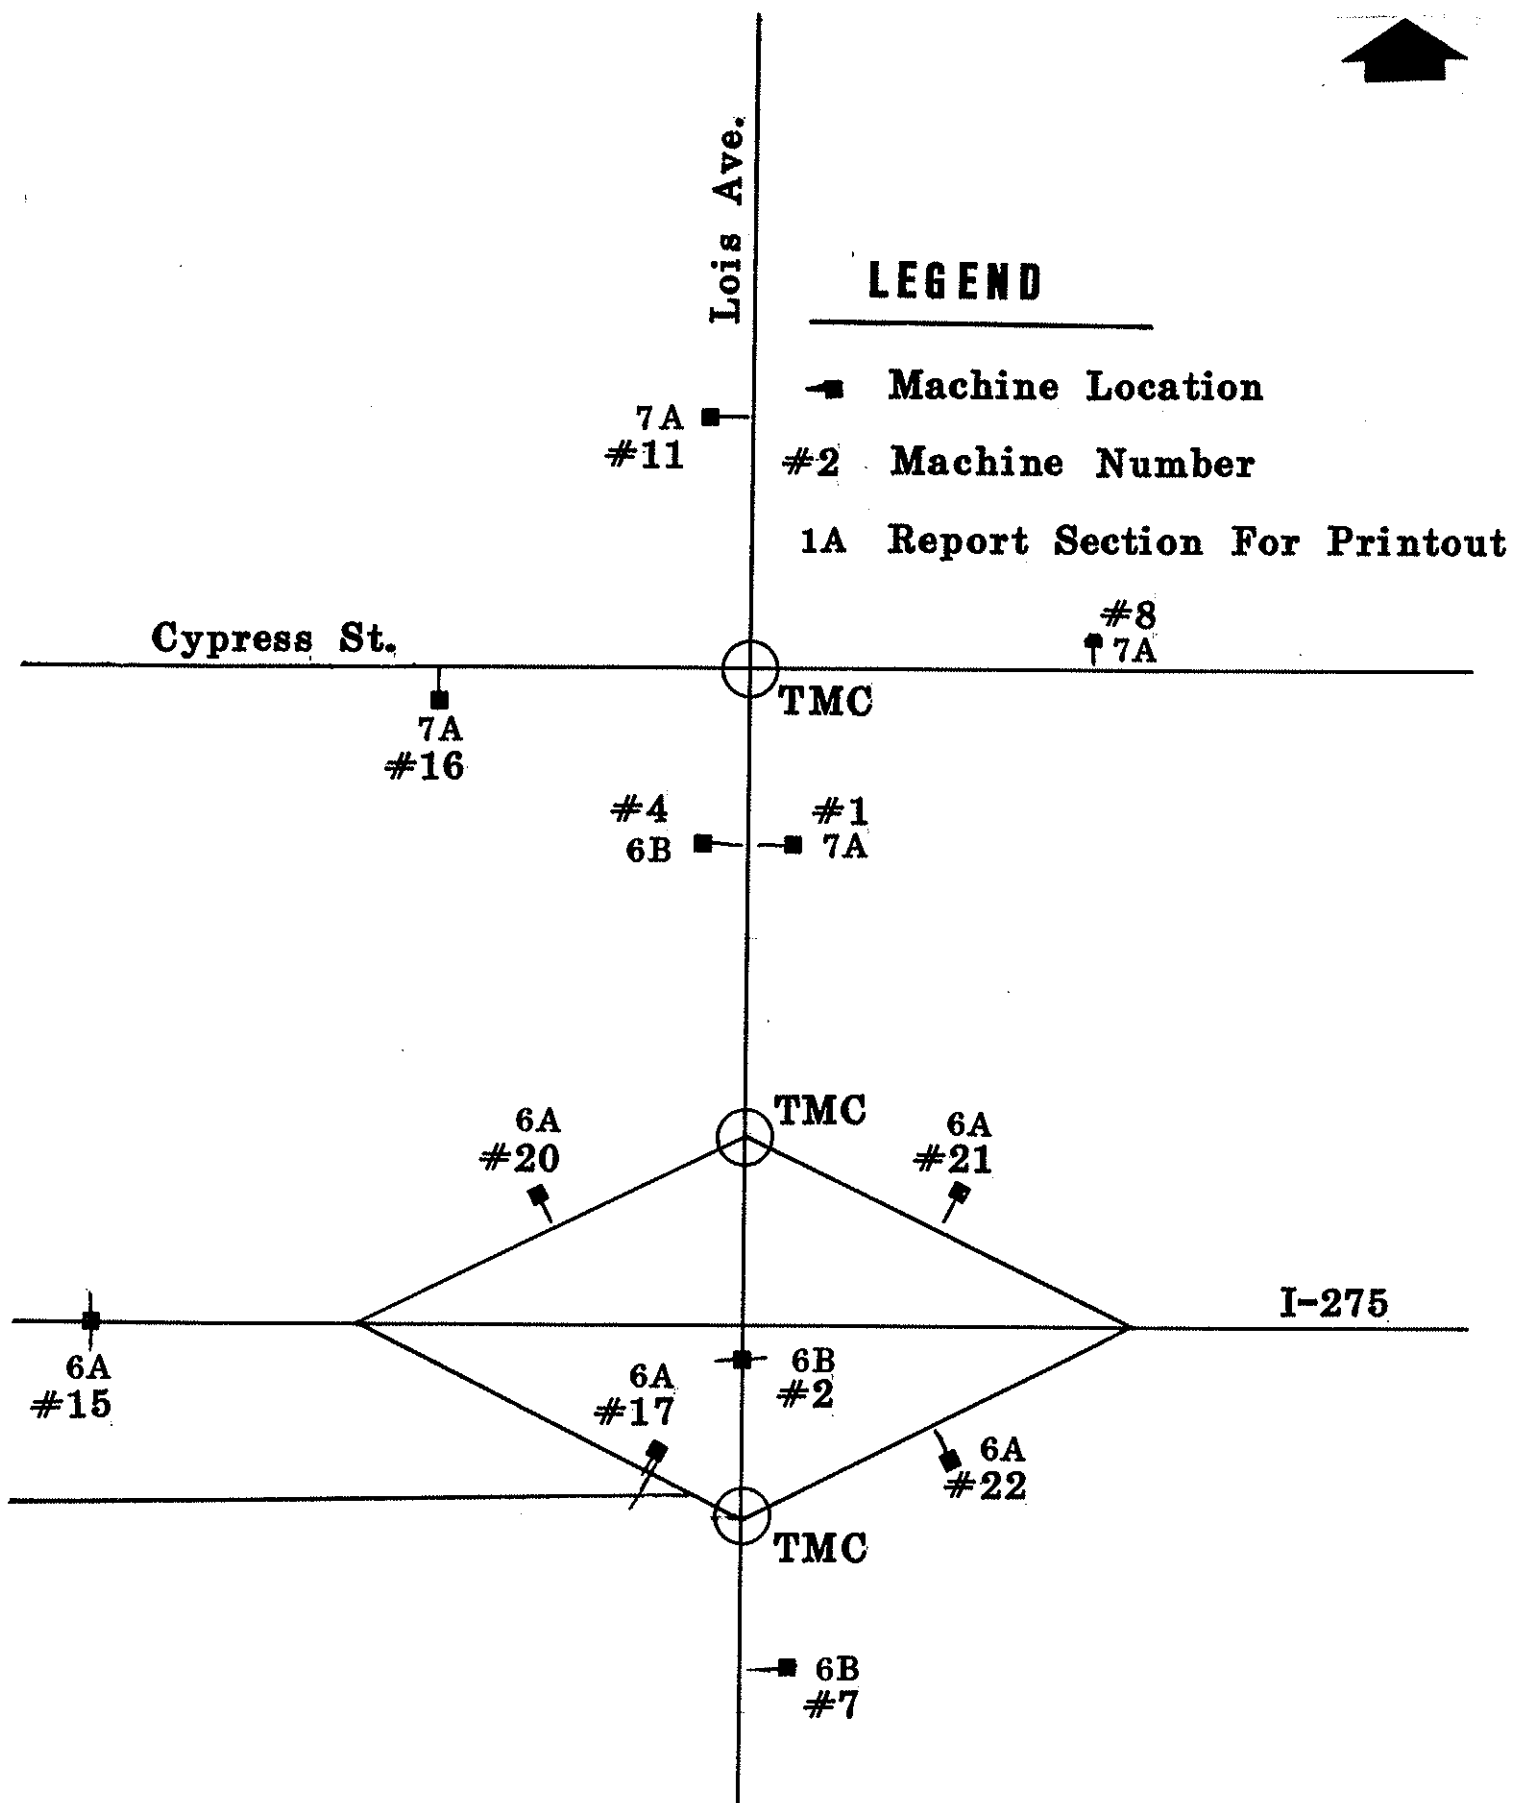 Lois Ave.
LEGEND
Machine Location
#2 Machine Number
1A Report Section For Printout
7A
#11
Cypress St.
#8
7A
TMC
7A
#16
#4
6B
#1
7A
TMC
6A
#20
6A
#21
I-275
6A
#15
6B
#2
6A
#17
6A
#22
TMC
6B
#7